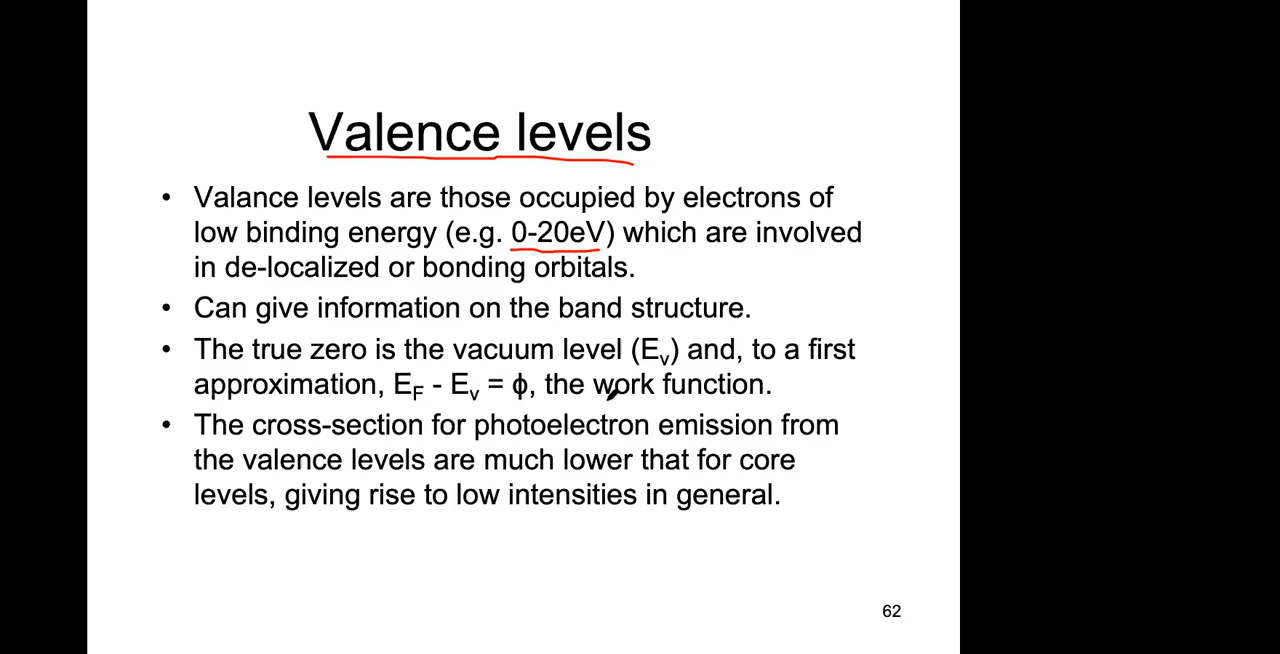 Valence levels
• Valance levels are those occupied by electrons of
low binding energy (e.g. 0-20eV) which are involved
in de-localized or bonding orbitals.
• Can give information on the band structure.
• The true zero is the vacuum level (Eᵥ) and, to a first
approximation, E_F - Eᵥ = ϕ, the work function.
• The cross-section for photoelectron emission from
the valence levels are much lower that for core
levels, giving rise to low intensities in general.
62